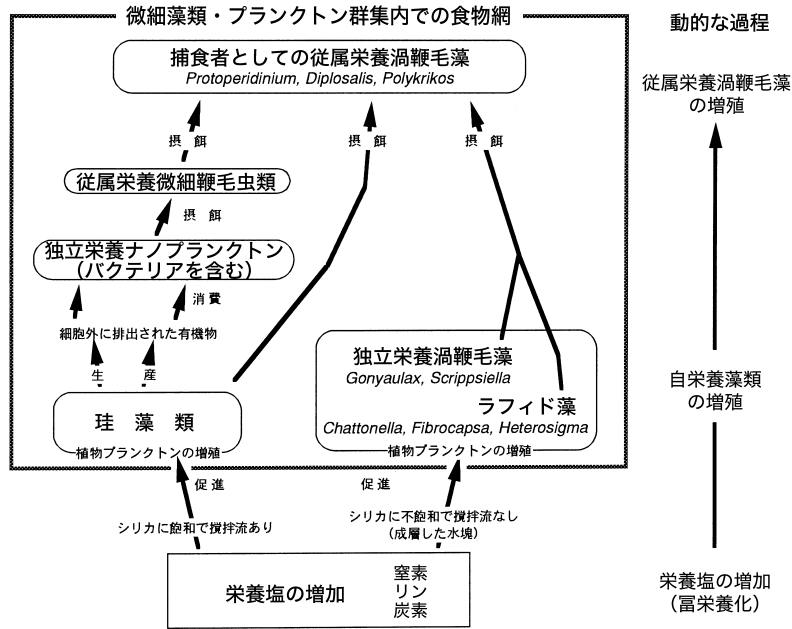 微細藻類・プランクトン群集内での食物網
捕食者としての従属栄養渦鞭毛藻
Protoperidinium, Diplosalis, Polykrikos
摂 餌
摂 餌
摂 餌
従属栄養微細鞭毛虫類
摂 餌
独立栄養ナノプランクトン
（バクテリアを含む）
消 費
細胞外に排出された有機物
生 産
珪 藻 類
植物プランクトンの増殖
独立栄養渦鞭毛藻
Gonyaulax, Scrippsiella
ラフィド藻
Chattonella, Fibrocapsa, Heterosigma
植物プランクトンの増殖
促 進
促 進
シリカに飽和で撹拌流あり
シリカに不飽和で撹拌流なし
（成層した水塊）
栄養塩の増加
窒素
リン
炭素
動的な過程
従属栄養渦鞭毛藻
の増殖
自栄養藻類
の増殖
栄養塩の増加
（冨栄養化）